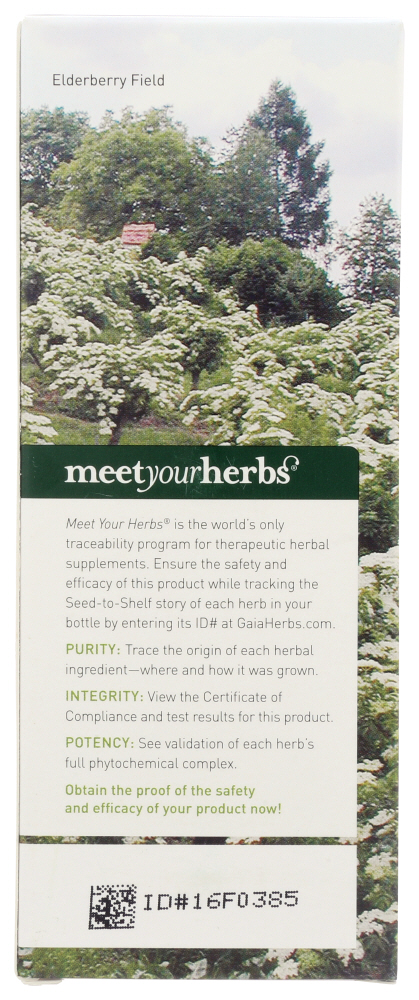 Elderberry Field
meetyourherbs®
Meet Your Herbs® is the world's only
traceability program for therapeutic herbal
supplements. Ensure the safety and
efficacy of this product while tracking the
Seed-to-Shelf story of each herb in your
bottle by entering its ID# at GaiaHerbs.com.
PURITY: Trace the origin of each herbal
ingredient—where and how it was grown.
INTEGRITY: View the Certificate of
Compliance and test results for this product.
POTENCY: See validation of each herb's
full phytochemical complex.
Obtain the proof of the safety
and efficacy of your product now!
ID#16F0385